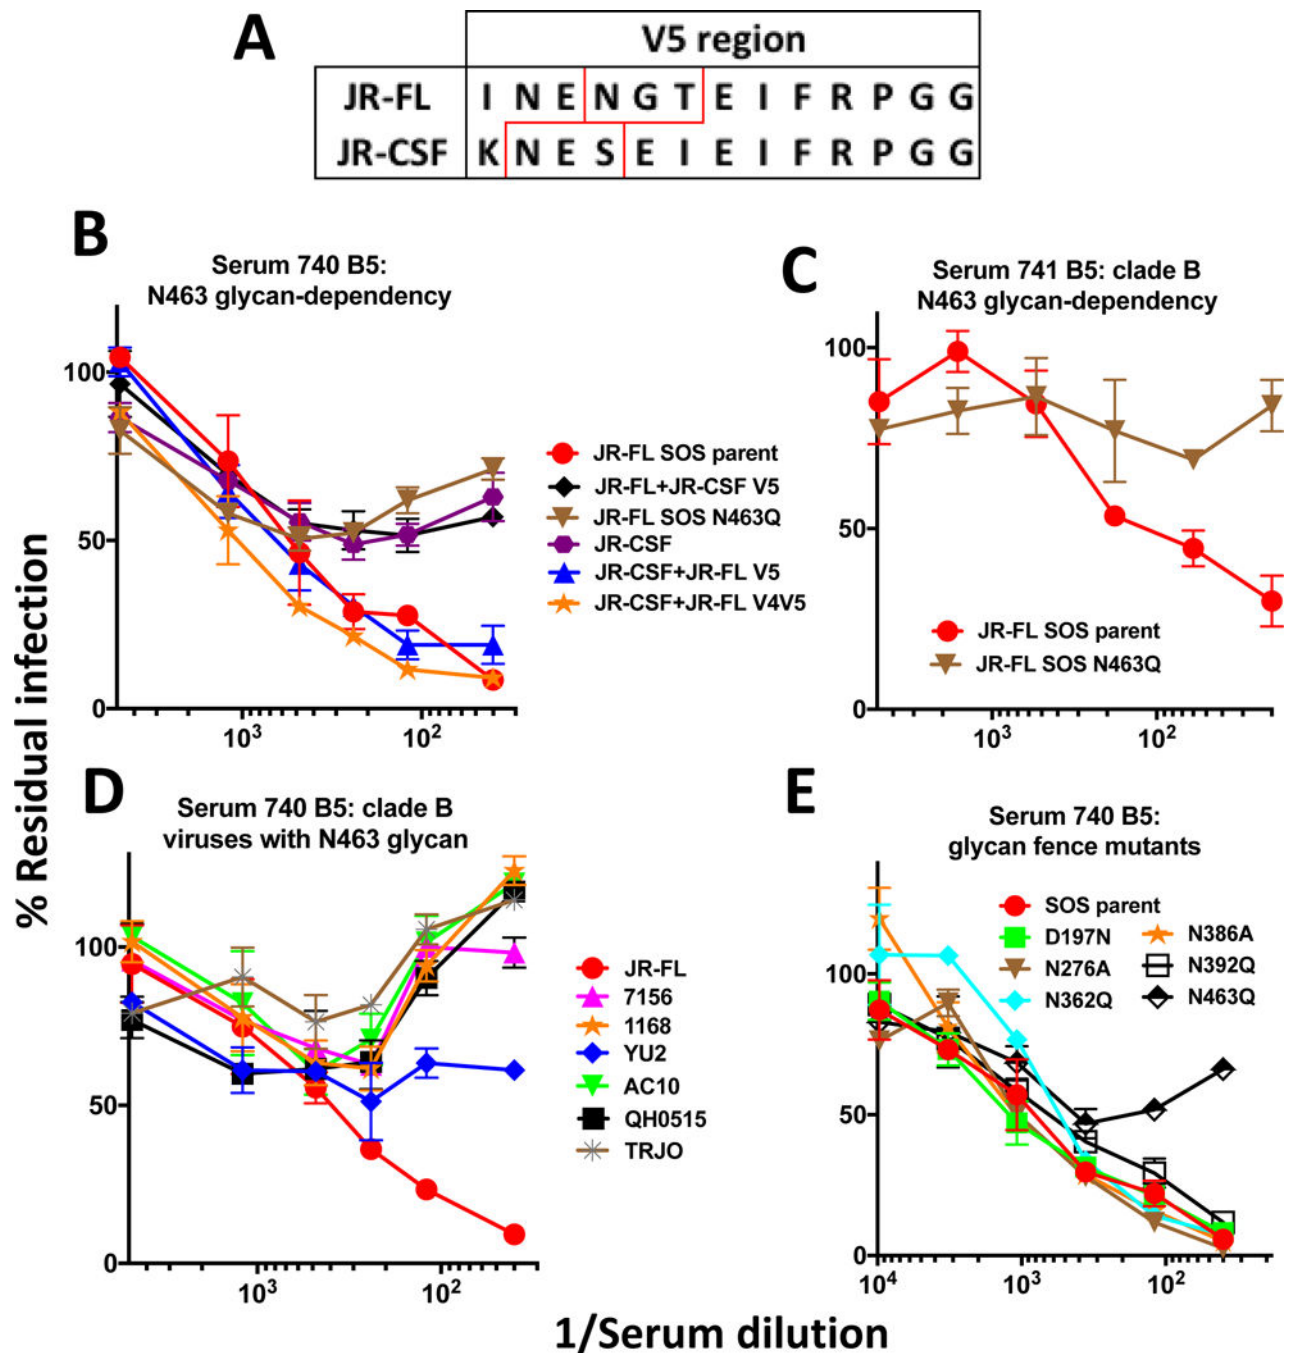 A
V5 region
JR-FL I N E N G T E I F R P G G
JR-CSF K N E S E I E I F R P G G
B
Serum 740 B5:
N463 glycan-dependency
100
50
0
10³ 10²
JR-FL SOS parent
JR-FL+JR-CSF V5
JR-FL SOS N463Q
JR-CSF
JR-CSF+JR-FL V5
JR-CSF+JR-FL V4V5
C
Serum 741 B5: clade B
N463 glycan-dependency
100
50
0
10³ 10²
JR-FL SOS parent
JR-FL SOS N463Q
% Residual infection
D
Serum 740 B5: clade B
viruses with N463 glycan
100
50
0
10³ 10²
JR-FL
7156
1168
YU2
AC10
QH0515
TRJO
E
Serum 740 B5:
glycan fence mutants
100
50
0
10⁴ 10³ 10²
SOS parent
D197N
N276A
N362Q
N386A
N392Q
N463Q
1/Serum dilution